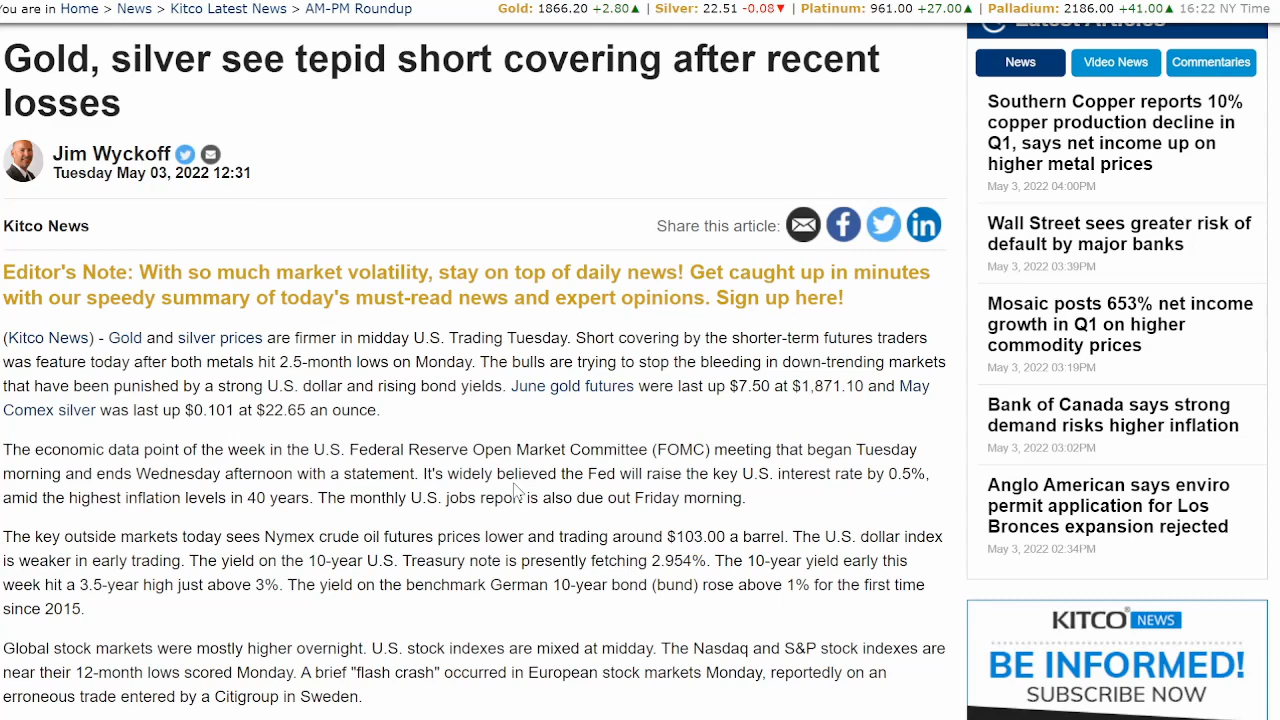 You are in Home > News > Kitco Latest News > AM-PM Roundup
Gold: 1866.20 +2.80▲ | Silver: 22.51 -0.08▼ | Platinum: 961.00 +27.00▲ | Palladium: 2186.00 +41.00▲ 16:22 NY Time
Gold, silver see tepid short covering after recent
losses
Jim Wyckoff
Tuesday May 03, 2022 12:31
Kitco News
Share this article:
Editor's Note: With so much market volatility, stay on top of daily news! Get caught up in minutes
with our speedy summary of today's must-read news and expert opinions. Sign up here!
(Kitco News) - Gold and silver prices are firmer in midday U.S. Trading Tuesday. Short covering by the shorter-term futures traders
was feature today after both metals hit 2.5-month lows on Monday. The bulls are trying to stop the bleeding in down-trending markets
that have been punished by a strong U.S. dollar and rising bond yields. June gold futures were last up $7.50 at $1,871.10 and May
Comex silver was last up $0.101 at $22.65 an ounce.
The economic data point of the week in the U.S. Federal Reserve Open Market Committee (FOMC) meeting that began Tuesday
morning and ends Wednesday afternoon with a statement. It's widely believed the Fed will raise the key U.S. interest rate by 0.5%,
amid the highest inflation levels in 40 years. The monthly U.S. jobs report is also due out Friday morning.
The key outside markets today sees Nymex crude oil futures prices lower and trading around $103.00 a barrel. The U.S. dollar index
is weaker in early trading. The yield on the 10-year U.S. Treasury note is presently fetching 2.954%. The 10-year yield early this
week hit a 3.5-year high just above 3%. The yield on the benchmark German 10-year bond (bund) rose above 1% for the first time
since 2015.
Global stock markets were mostly higher overnight. U.S. stock indexes are mixed at midday. The Nasdaq and S&P stock indexes are
near their 12-month lows scored Monday. A brief "flash crash" occurred in European stock markets Monday, reportedly on an
erroneous trade entered by a Citigroup in Sweden.
Latest Articles
News
Video News
Commentaries
Southern Copper reports 10%
copper production decline in
Q1, says net income up on
higher metal prices
May 3, 2022 04:00PM
Wall Street sees greater risk of
default by major banks
May 3, 2022 03:39PM
Mosaic posts 653% net income
growth in Q1 on higher
commodity prices
May 3, 2022 03:19PM
Bank of Canada says strong
demand risks higher inflation
May 3, 2022 03:02PM
Anglo American says enviro
permit application for Los
Bronces expansion rejected
May 3, 2022 02:34PM
KITCO® NEWS
BE INFORMED!
SUBSCRIBE NOW